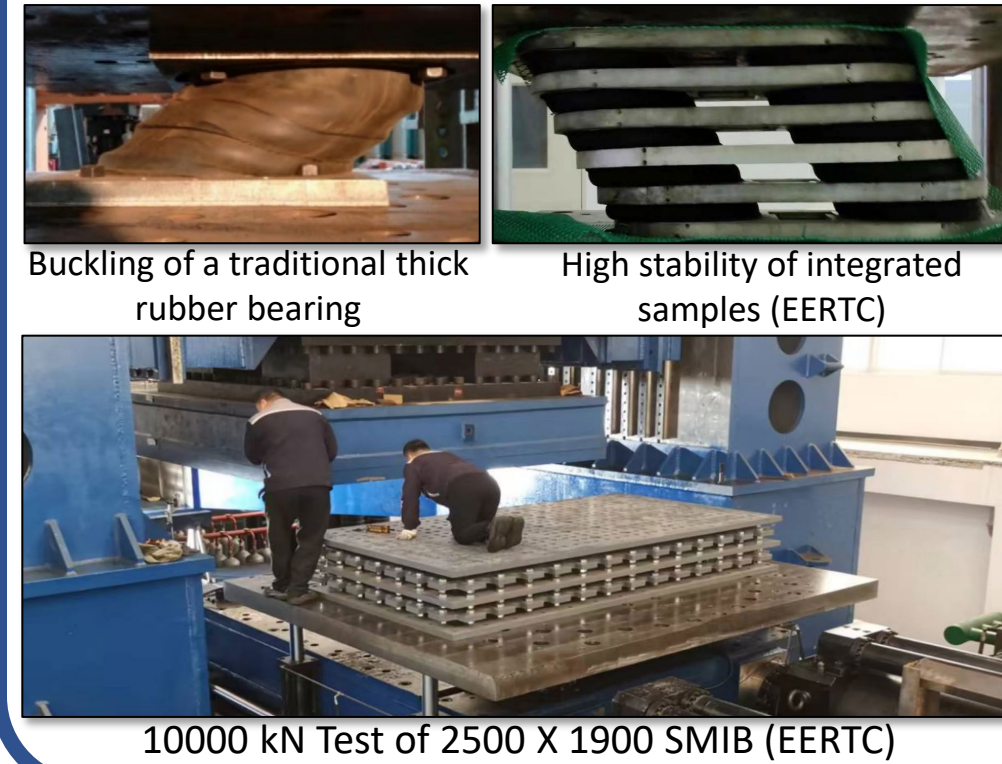 Buckling of a traditional thick
rubber bearing
High stability of integrated
samples (EERTC)
10000 kN Test of 2500 X 1900 SMIB (EERTC)